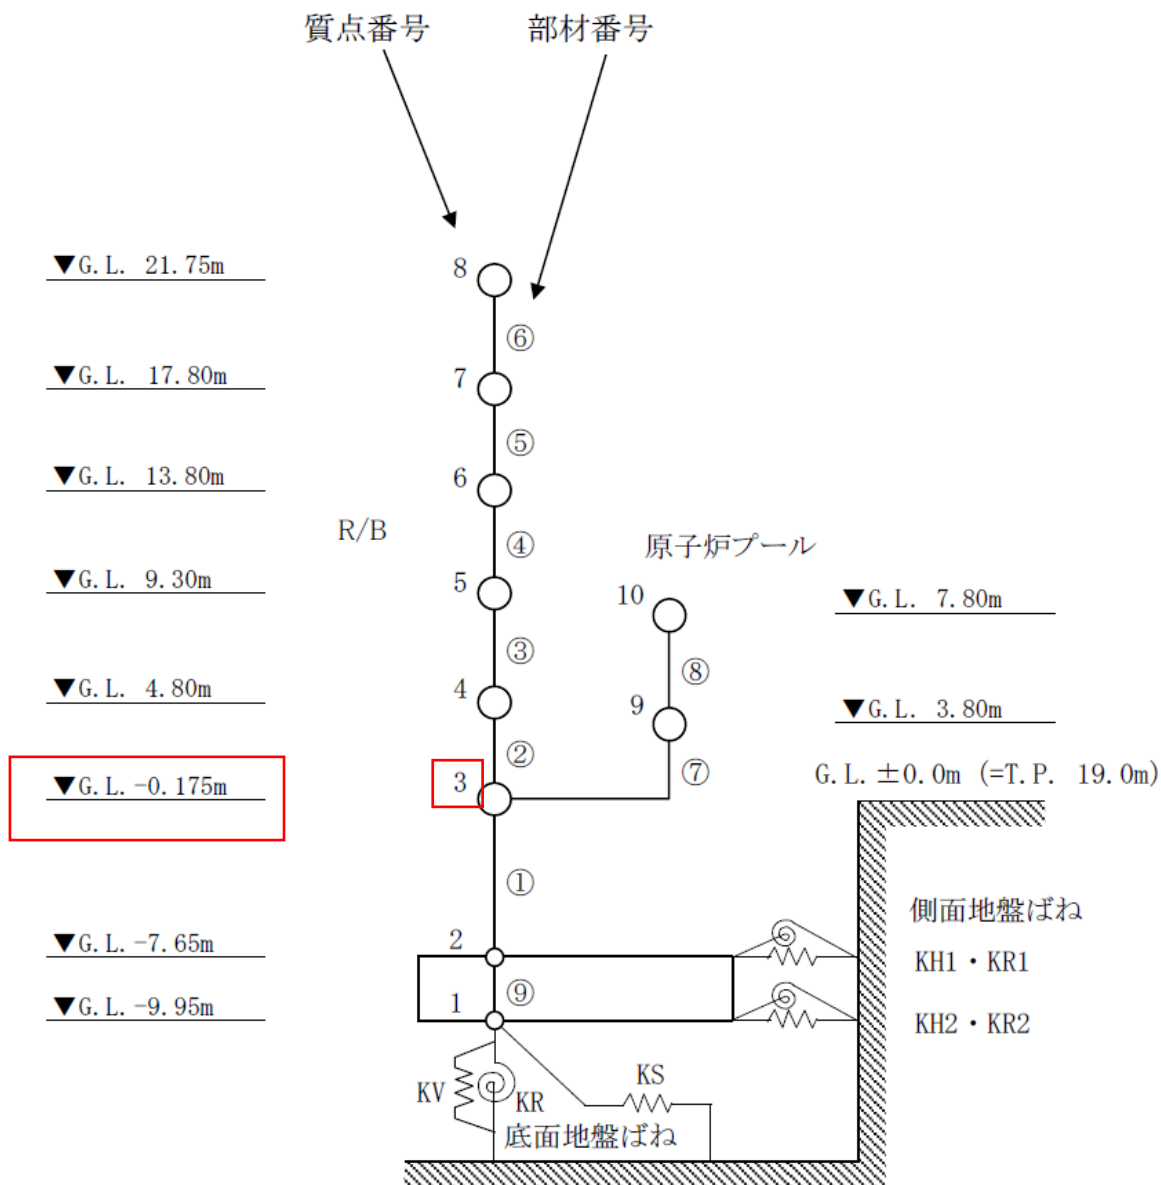 質点番号 部材番号
▼G.L. 21.75m 8
⑥
▼G.L. 17.80m 7
⑤
▼G.L. 13.80m 6
R/B ④ 原子炉プール
▼G.L. 9.30m 5 10 ▼G.L. 7.80m
③ ⑧
▼G.L. 4.80m 4 9 ▼G.L. 3.80m
② ⑦
▼G.L.-0.175m 3 G.L.±0.0m (=T.P. 19.0m)
①
側面地盤ばね
▼G.L.-7.65m 2 KH1・KR1
⑨
▼G.L.-9.95m 1 KH2・KR2
KV KR KS
底面地盤ばね